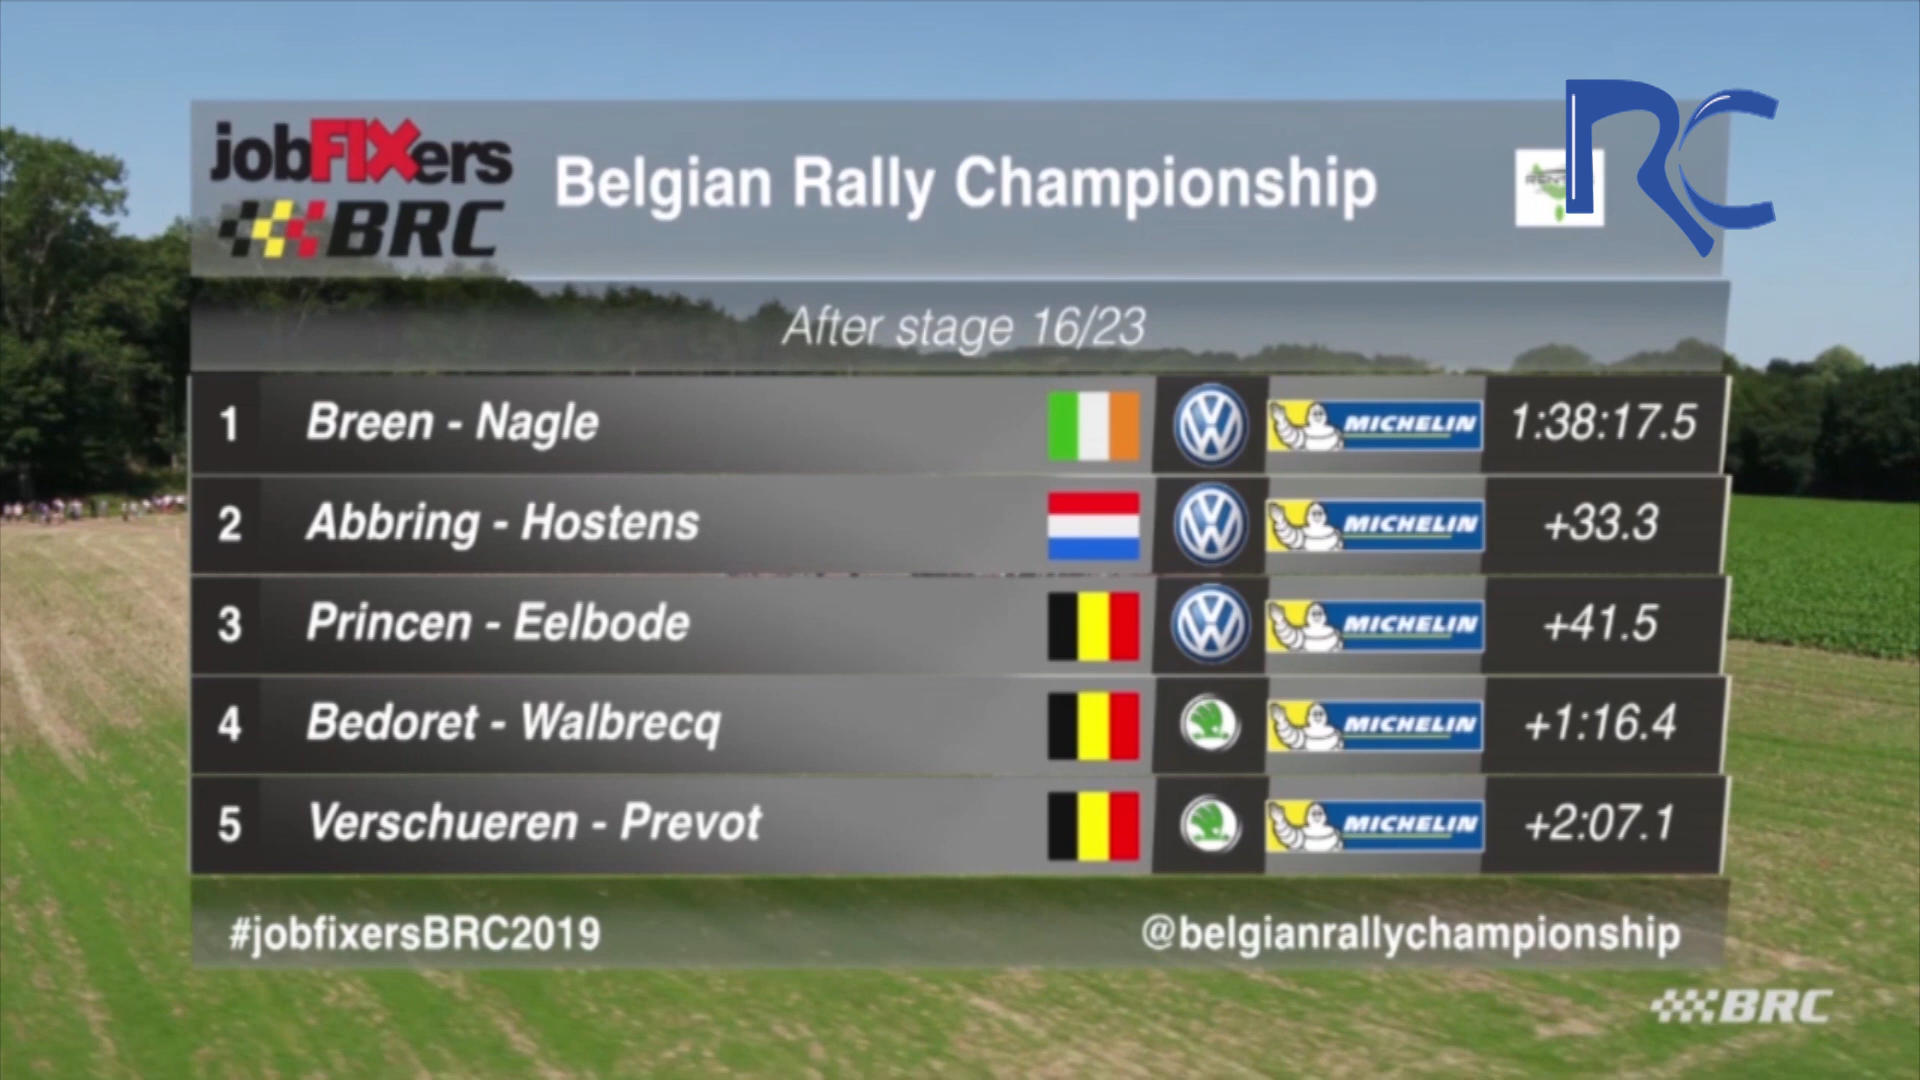 jobFIXers
BRC
Belgian Rally Championship
RC
After stage 16/23
1 Breen - Nagle MICHELIN 1:38:17.5
2 Abbring - Hostens MICHELIN +33.3
3 Princen - Eelbode MICHELIN +41.5
4 Bedoret - Walbrecq MICHELIN +1:16.4
5 Verschueren - Prevot MICHELIN +2:07.1
#jobfixersBRC2019
@belgianrallychampionship
BRC